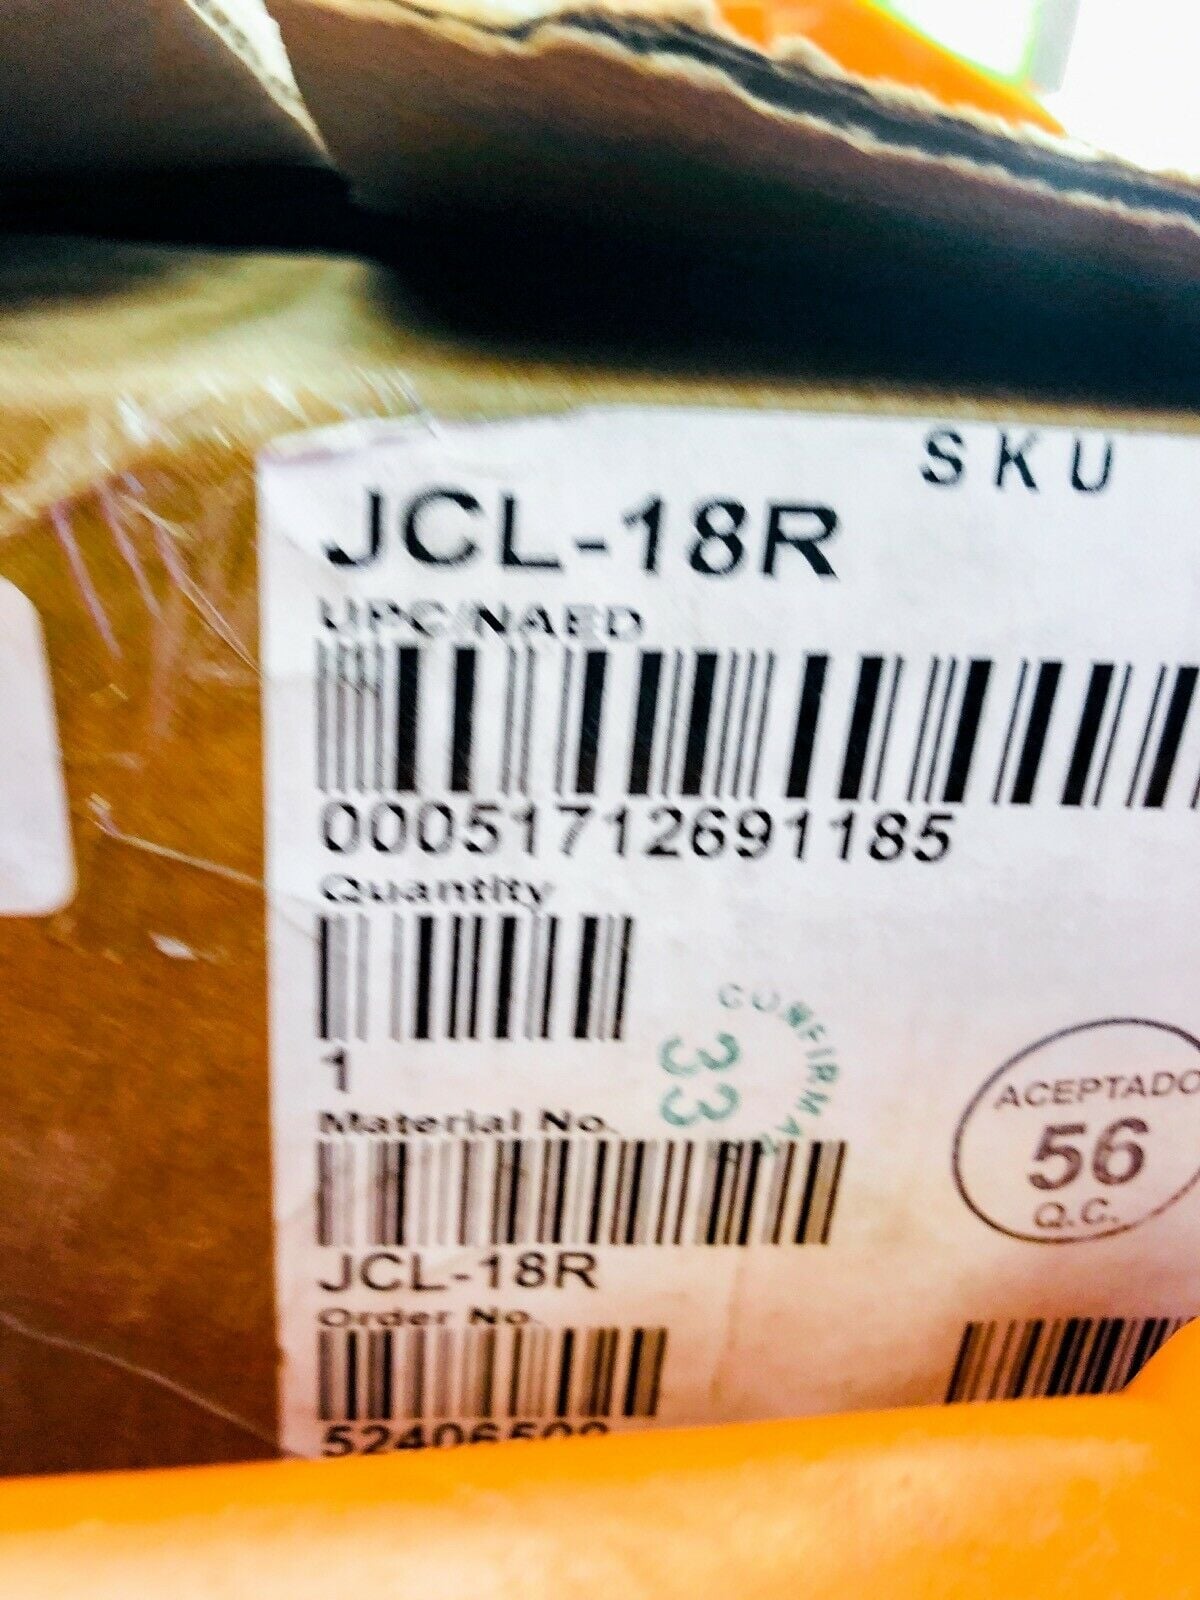 SKU
JCL-18R
UPC/NAED
00051712691185
Quantity
1
CONFIRMA
33
Material No.
ACEPTADO
56
Q.C.
JCL-18R
Order No.